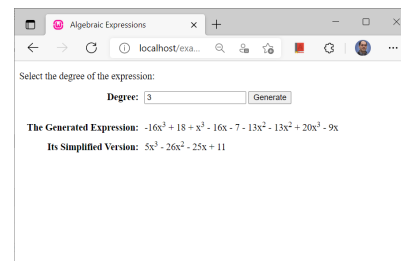 Algebraic Expressions
localhost/exa...
Select the degree of the expression:
Degree: 3 Generate
The Generated Expression: -16x³ + 18 + x³ - 16x - 7 - 13x² - 13x² + 20x³ - 9x
Its Simplified Version: 5x³ - 26x² - 25x + 11